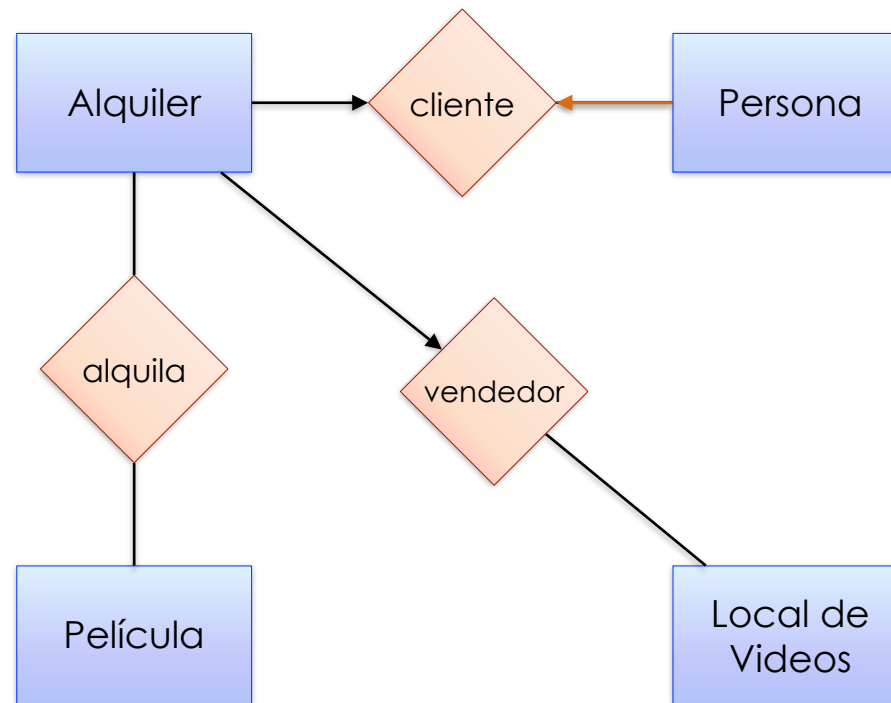 Alquiler
cliente
Persona
alquila
vendedor
Película
Local de
Videos